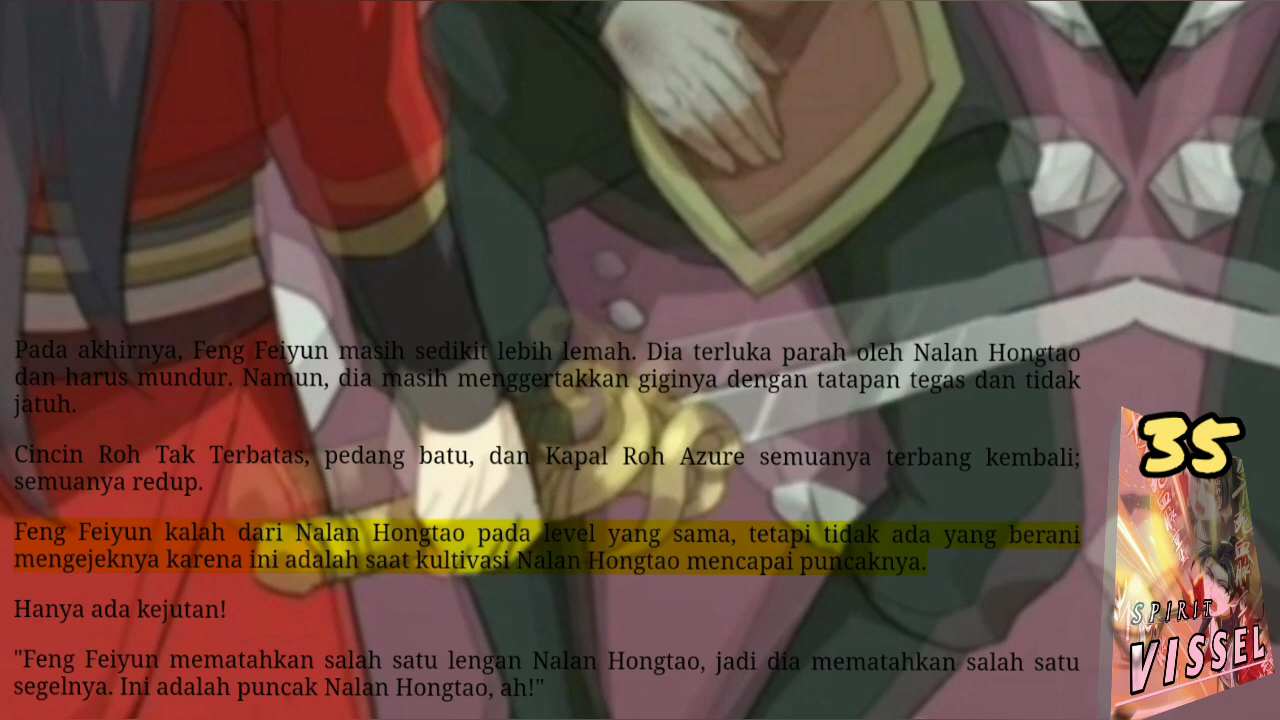 Pada akhirnya, Feng Feiyun masih sedikit lebih lemah. Dia terluka parah oleh Nalan Hongtao
dan harus mundur. Namun, dia masih menggertakkan giginya dengan tatapan tegas dan tidak
jatuh.
Cincin Roh Tak Terbatas, pedang batu, dan Kapal Roh Azure semuanya terbang kembali;
semuanya redup.
Feng Feiyun kalah dari Nalan Hongtao pada level yang sama, tetapi tidak ada yang berani
mengejeknya karena ini adalah saat kultivasi Nalan Hongtao mencapai puncaknya.
Hanya ada kejutan!
"Feng Feiyun mematahkan salah satu lengan Nalan Hongtao, jadi dia mematahkan salah satu
segelnya. Ini adalah puncak Nalan Hongtao, ah!"
35
SPIRIT
VISSEL